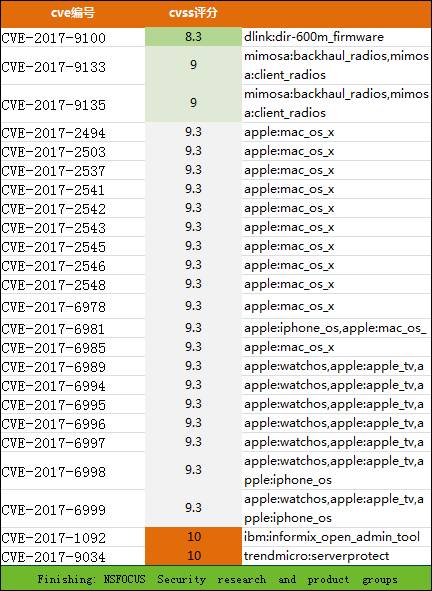 cve编号 cvss评分
CVE-2017-9100 8.3 dlink:dir-600m_firmware
CVE-2017-9133 9 mimosa:backhaul_radios,mimos
a:client_radios
CVE-2017-9135 9 mimosa:backhaul_radios,mimos
a:client_radios
CVE-2017-2494 9.3 apple:mac_os_x
CVE-2017-2503 9.3 apple:mac_os_x
CVE-2017-2537 9.3 apple:mac_os_x
CVE-2017-2541 9.3 apple:mac_os_x
CVE-2017-2542 9.3 apple:mac_os_x
CVE-2017-2543 9.3 apple:mac_os_x
CVE-2017-2545 9.3 apple:mac_os_x
CVE-2017-2546 9.3 apple:mac_os_x
CVE-2017-2548 9.3 apple:mac_os_x
CVE-2017-6978 9.3 apple:mac_os_x
CVE-2017-6981 9.3 apple:iphone_os,apple:mac_os_
CVE-2017-6985 9.3 apple:mac_os_x
CVE-2017-6989 9.3 apple:watchos,apple:apple_tv,a
CVE-2017-6994 9.3 apple:watchos,apple:apple_tv,a
CVE-2017-6995 9.3 apple:watchos,apple:apple_tv,a
CVE-2017-6996 9.3 apple:watchos,apple:apple_tv,a
CVE-2017-6997 9.3 apple:watchos,apple:apple_tv,a
CVE-2017-6998 9.3 apple:watchos,apple:apple_tv,a
pple:iphone_os
CVE-2017-6999 9.3 apple:watchos,apple:apple_tv,a
pple:iphone_os
CVE-2017-1092 10 ibm:informix_open_admin_tool
CVE-2017-9034 10 trendmicro:serverprotect
Finishing: NSFOCUS Security research and product groups